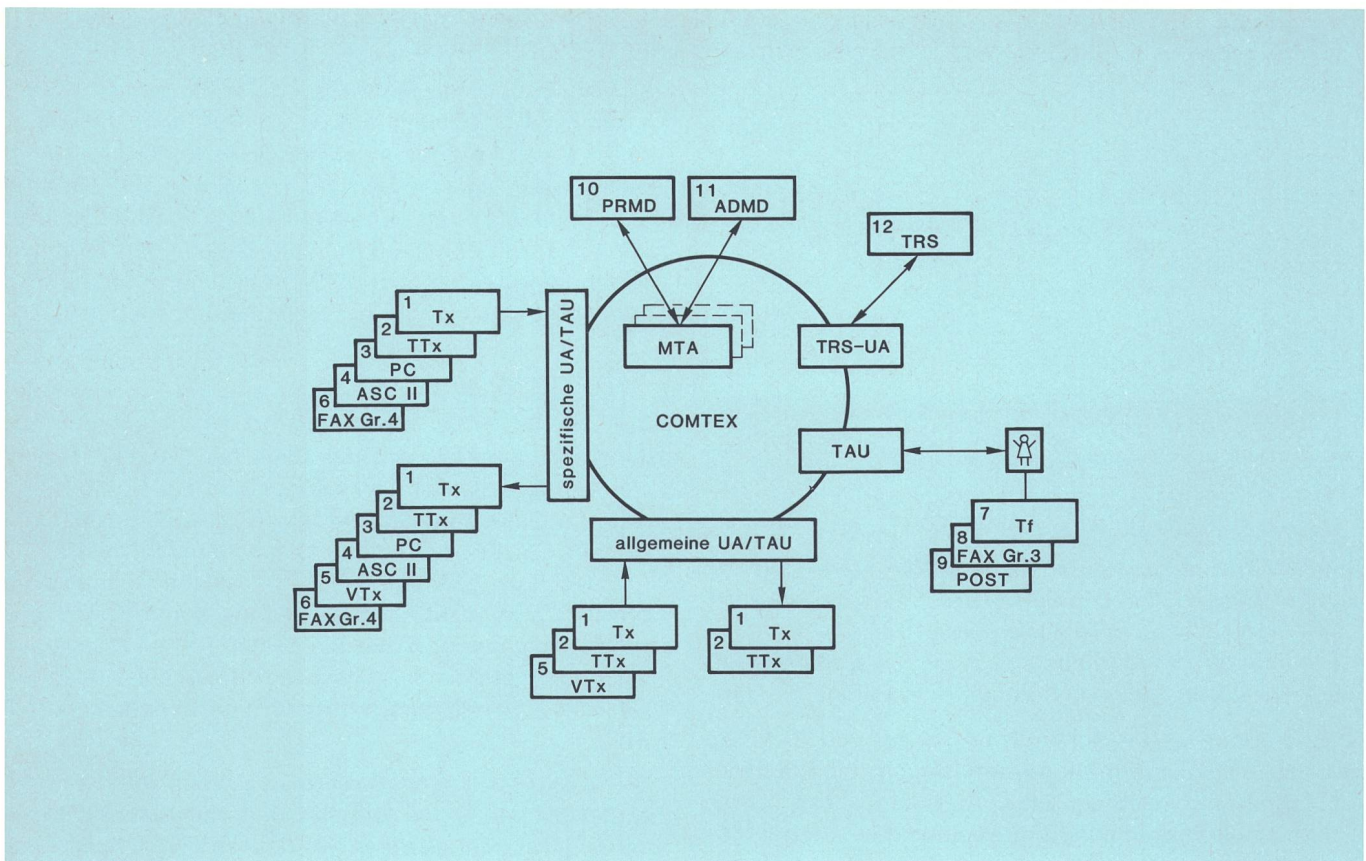 10 PRMD
11 ADMD
12 TRS
1 Tx
2 TTx
3 PC
4 ASC II
6 FAX Gr.4
spezifische UA/TAU
MTA
TRS-UA
COMTEX
TAU
1 Tx
2 TTx
3 PC
4 ASC II
5 VTx
6 FAX Gr.4
allgemeine UA/TAU
7 Tf
8 FAX Gr.3
9 POST
1 Tx
2 TTx
5 VTx
1 Tx
2 TTx